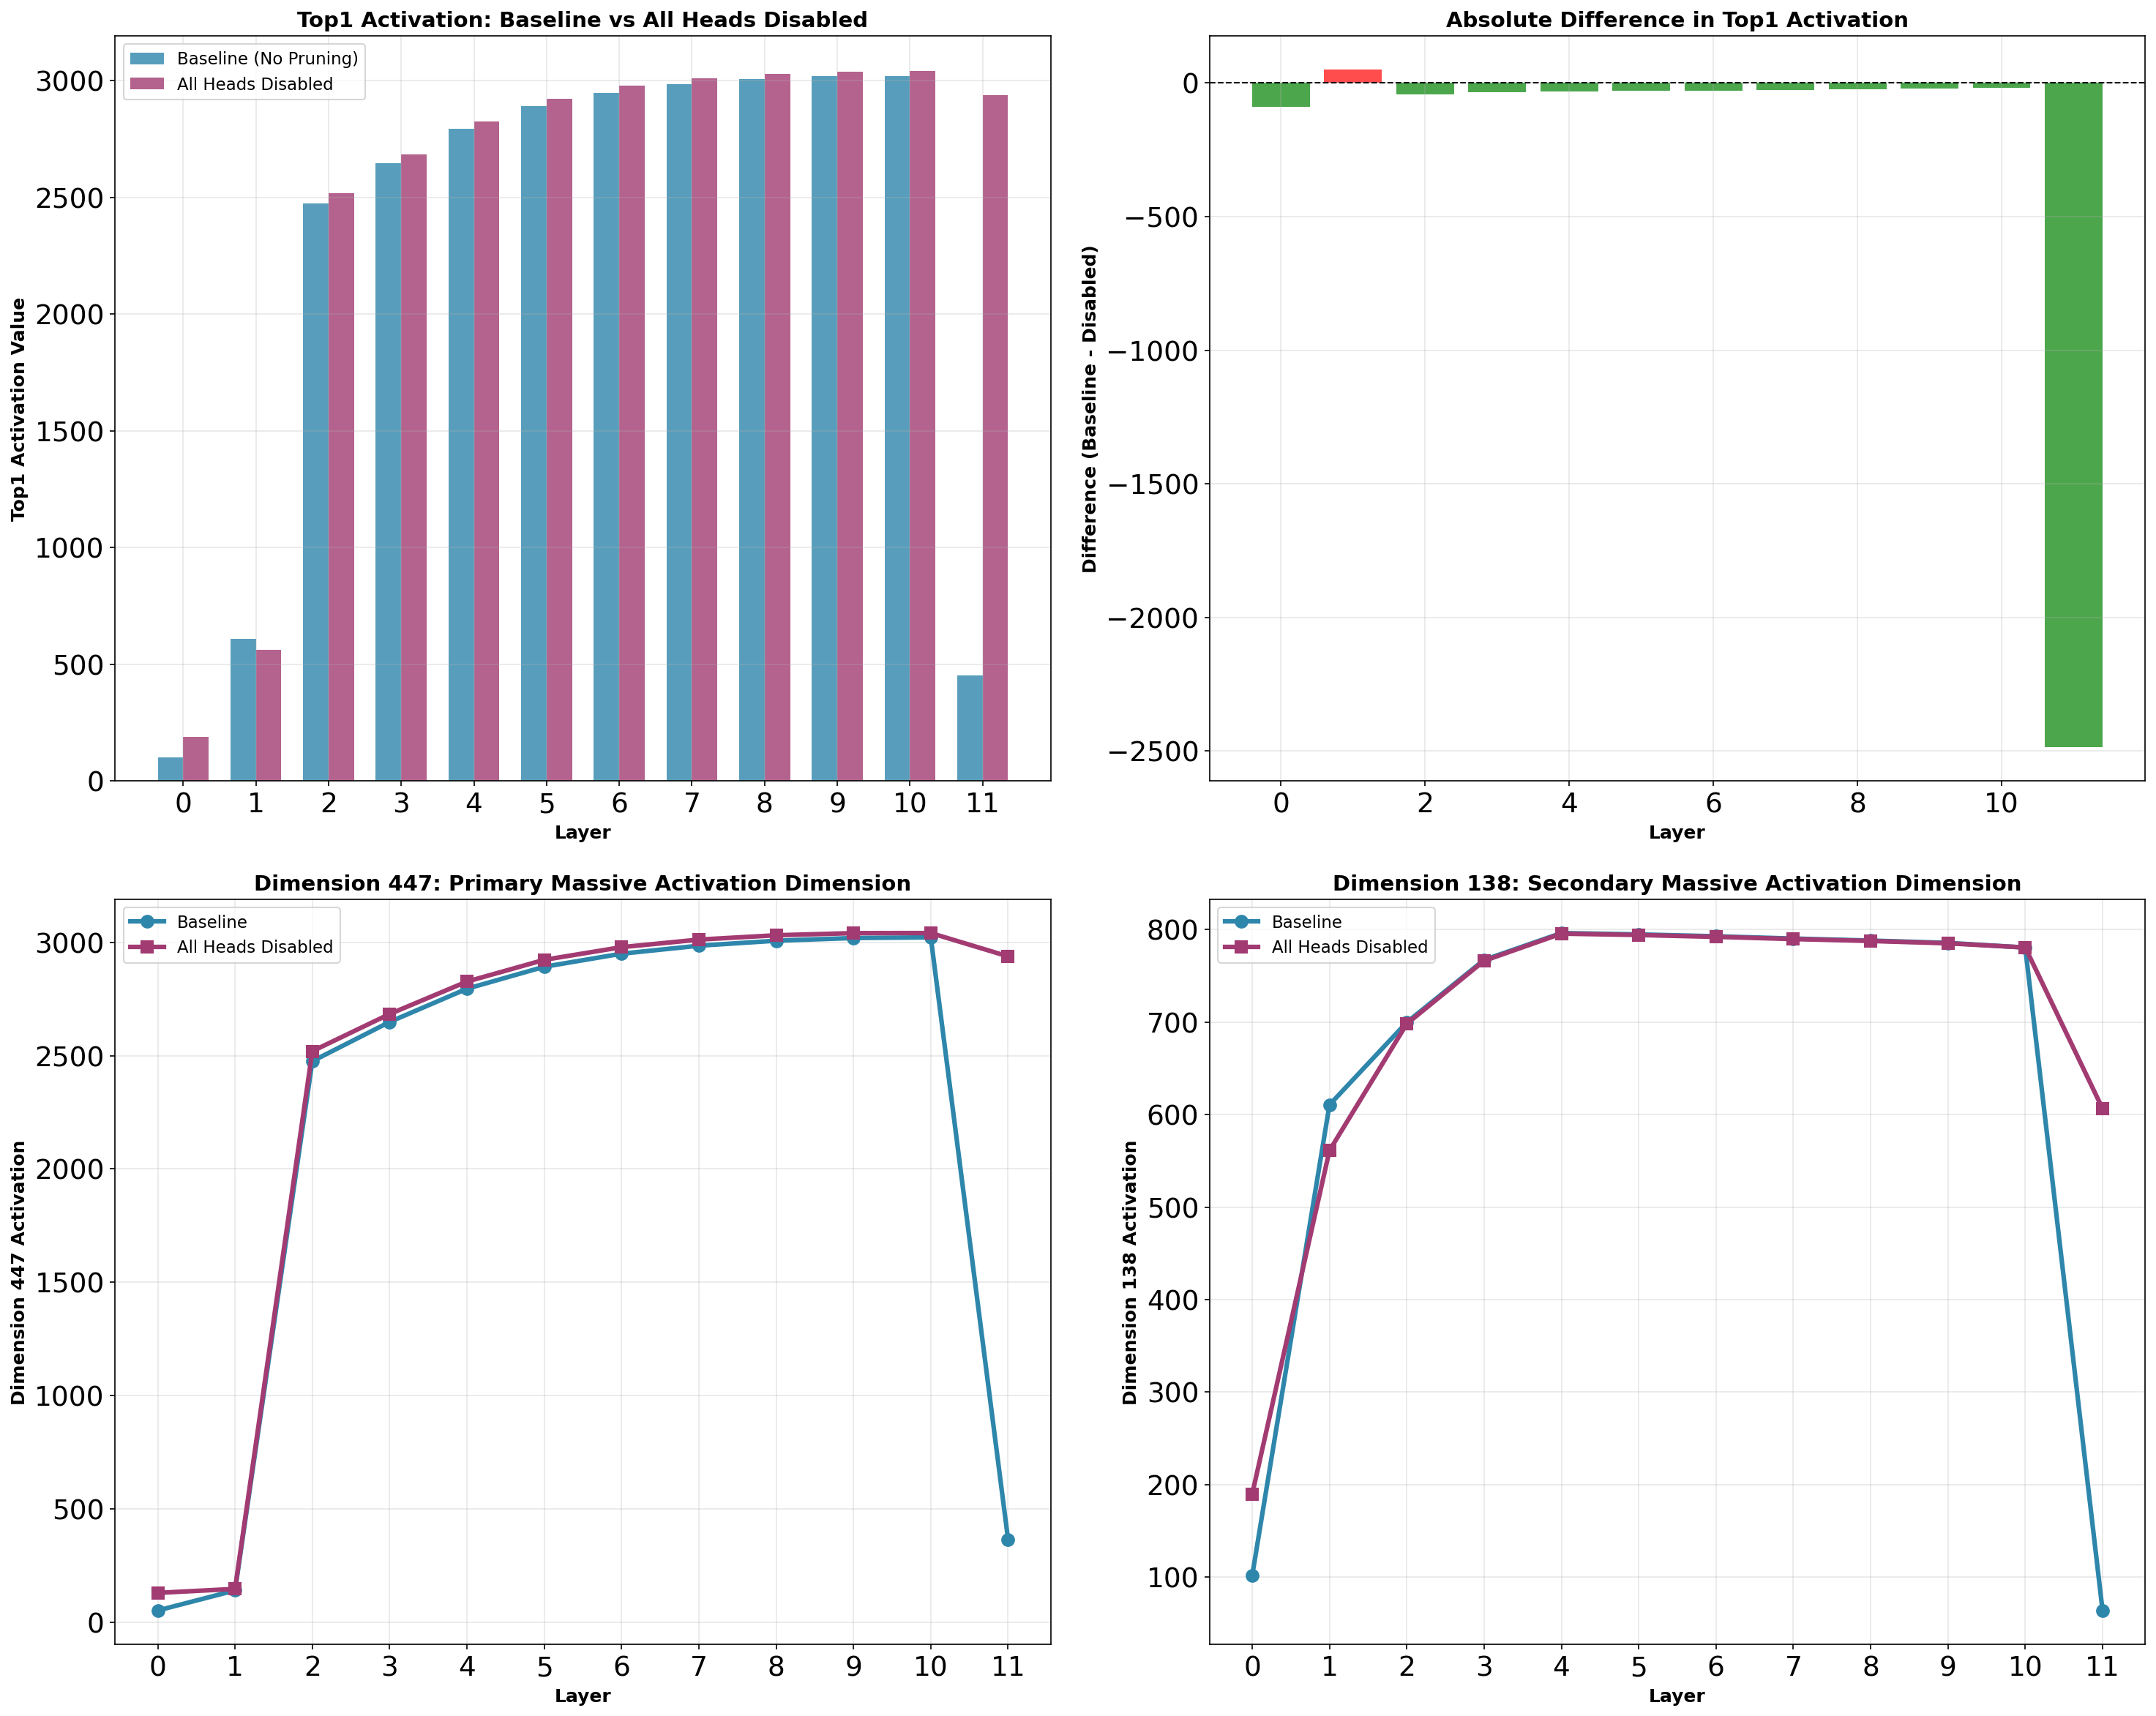 Top1 Activation: Baseline vs All Heads Disabled
Baseline (No Pruning)
All Heads Disabled
Top1 Activation Value
3000
2500
2000
1500
1000
500
0
0 1 2 3 4 5 6 7 8 9 10 11
Layer
Absolute Difference in Top1 Activation
Difference (Baseline - Disabled)
0
−500
−1000
−1500
−2000
−2500
0 2 4 6 8 10
Layer
Dimension 447: Primary Massive Activation Dimension
Baseline
All Heads Disabled
Dimension 447 Activation
3000
2500
2000
1500
1000
500
0
0 1 2 3 4 5 6 7 8 9 10 11
Layer
Dimension 138: Secondary Massive Activation Dimension
Baseline
All Heads Disabled
Dimension 138 Activation
800
700
600
500
400
300
200
100
0 1 2 3 4 5 6 7 8 9 10 11
Layer